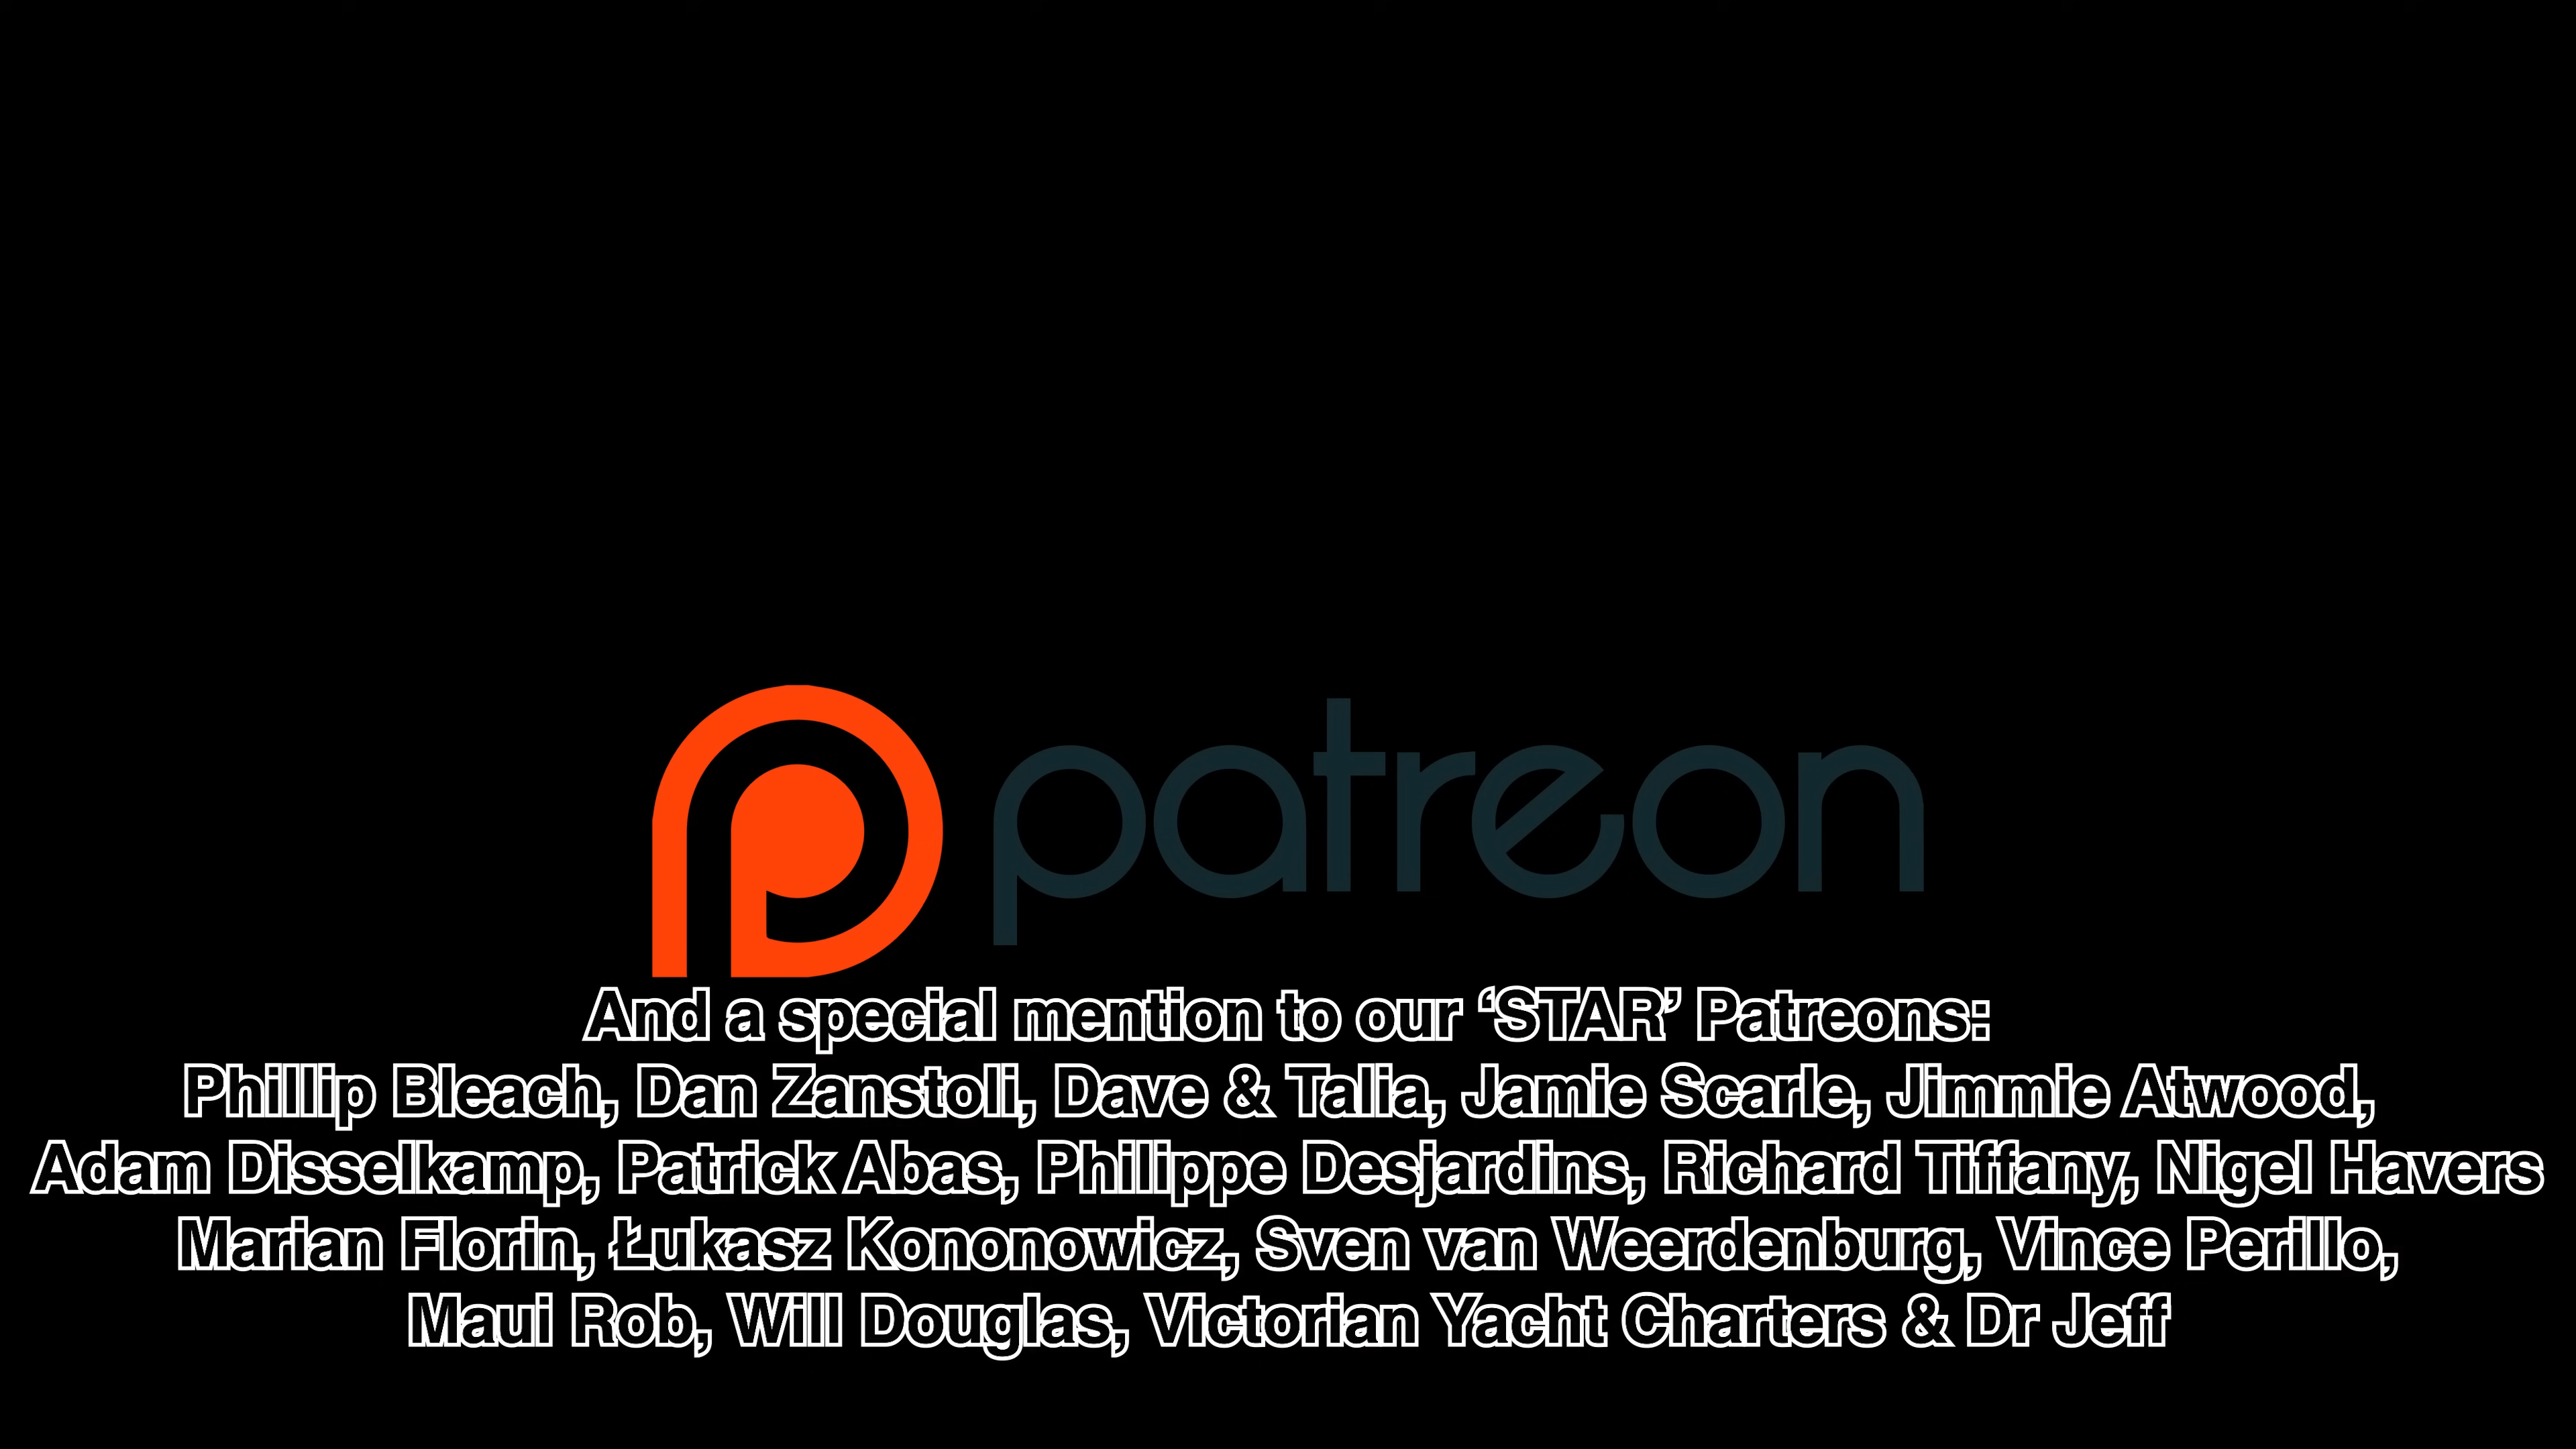 patreon
And a special mention to our ‘STAR’ Patreons:
Phillip Bleach, Dan Zanstoli, Dave & Talia, Jamie Scarle, Jimmie Atwood,
Adam Disselkamp, Patrick Abas, Philippe Desjardins, Richard Tiffany, Nigel Havers
Marian Florin, Łukasz Kononowicz, Sven van Weerdenburg, Vince Perillo,
Maui Rob, Will Douglas, Victorian Yacht Charters & Dr Jeff